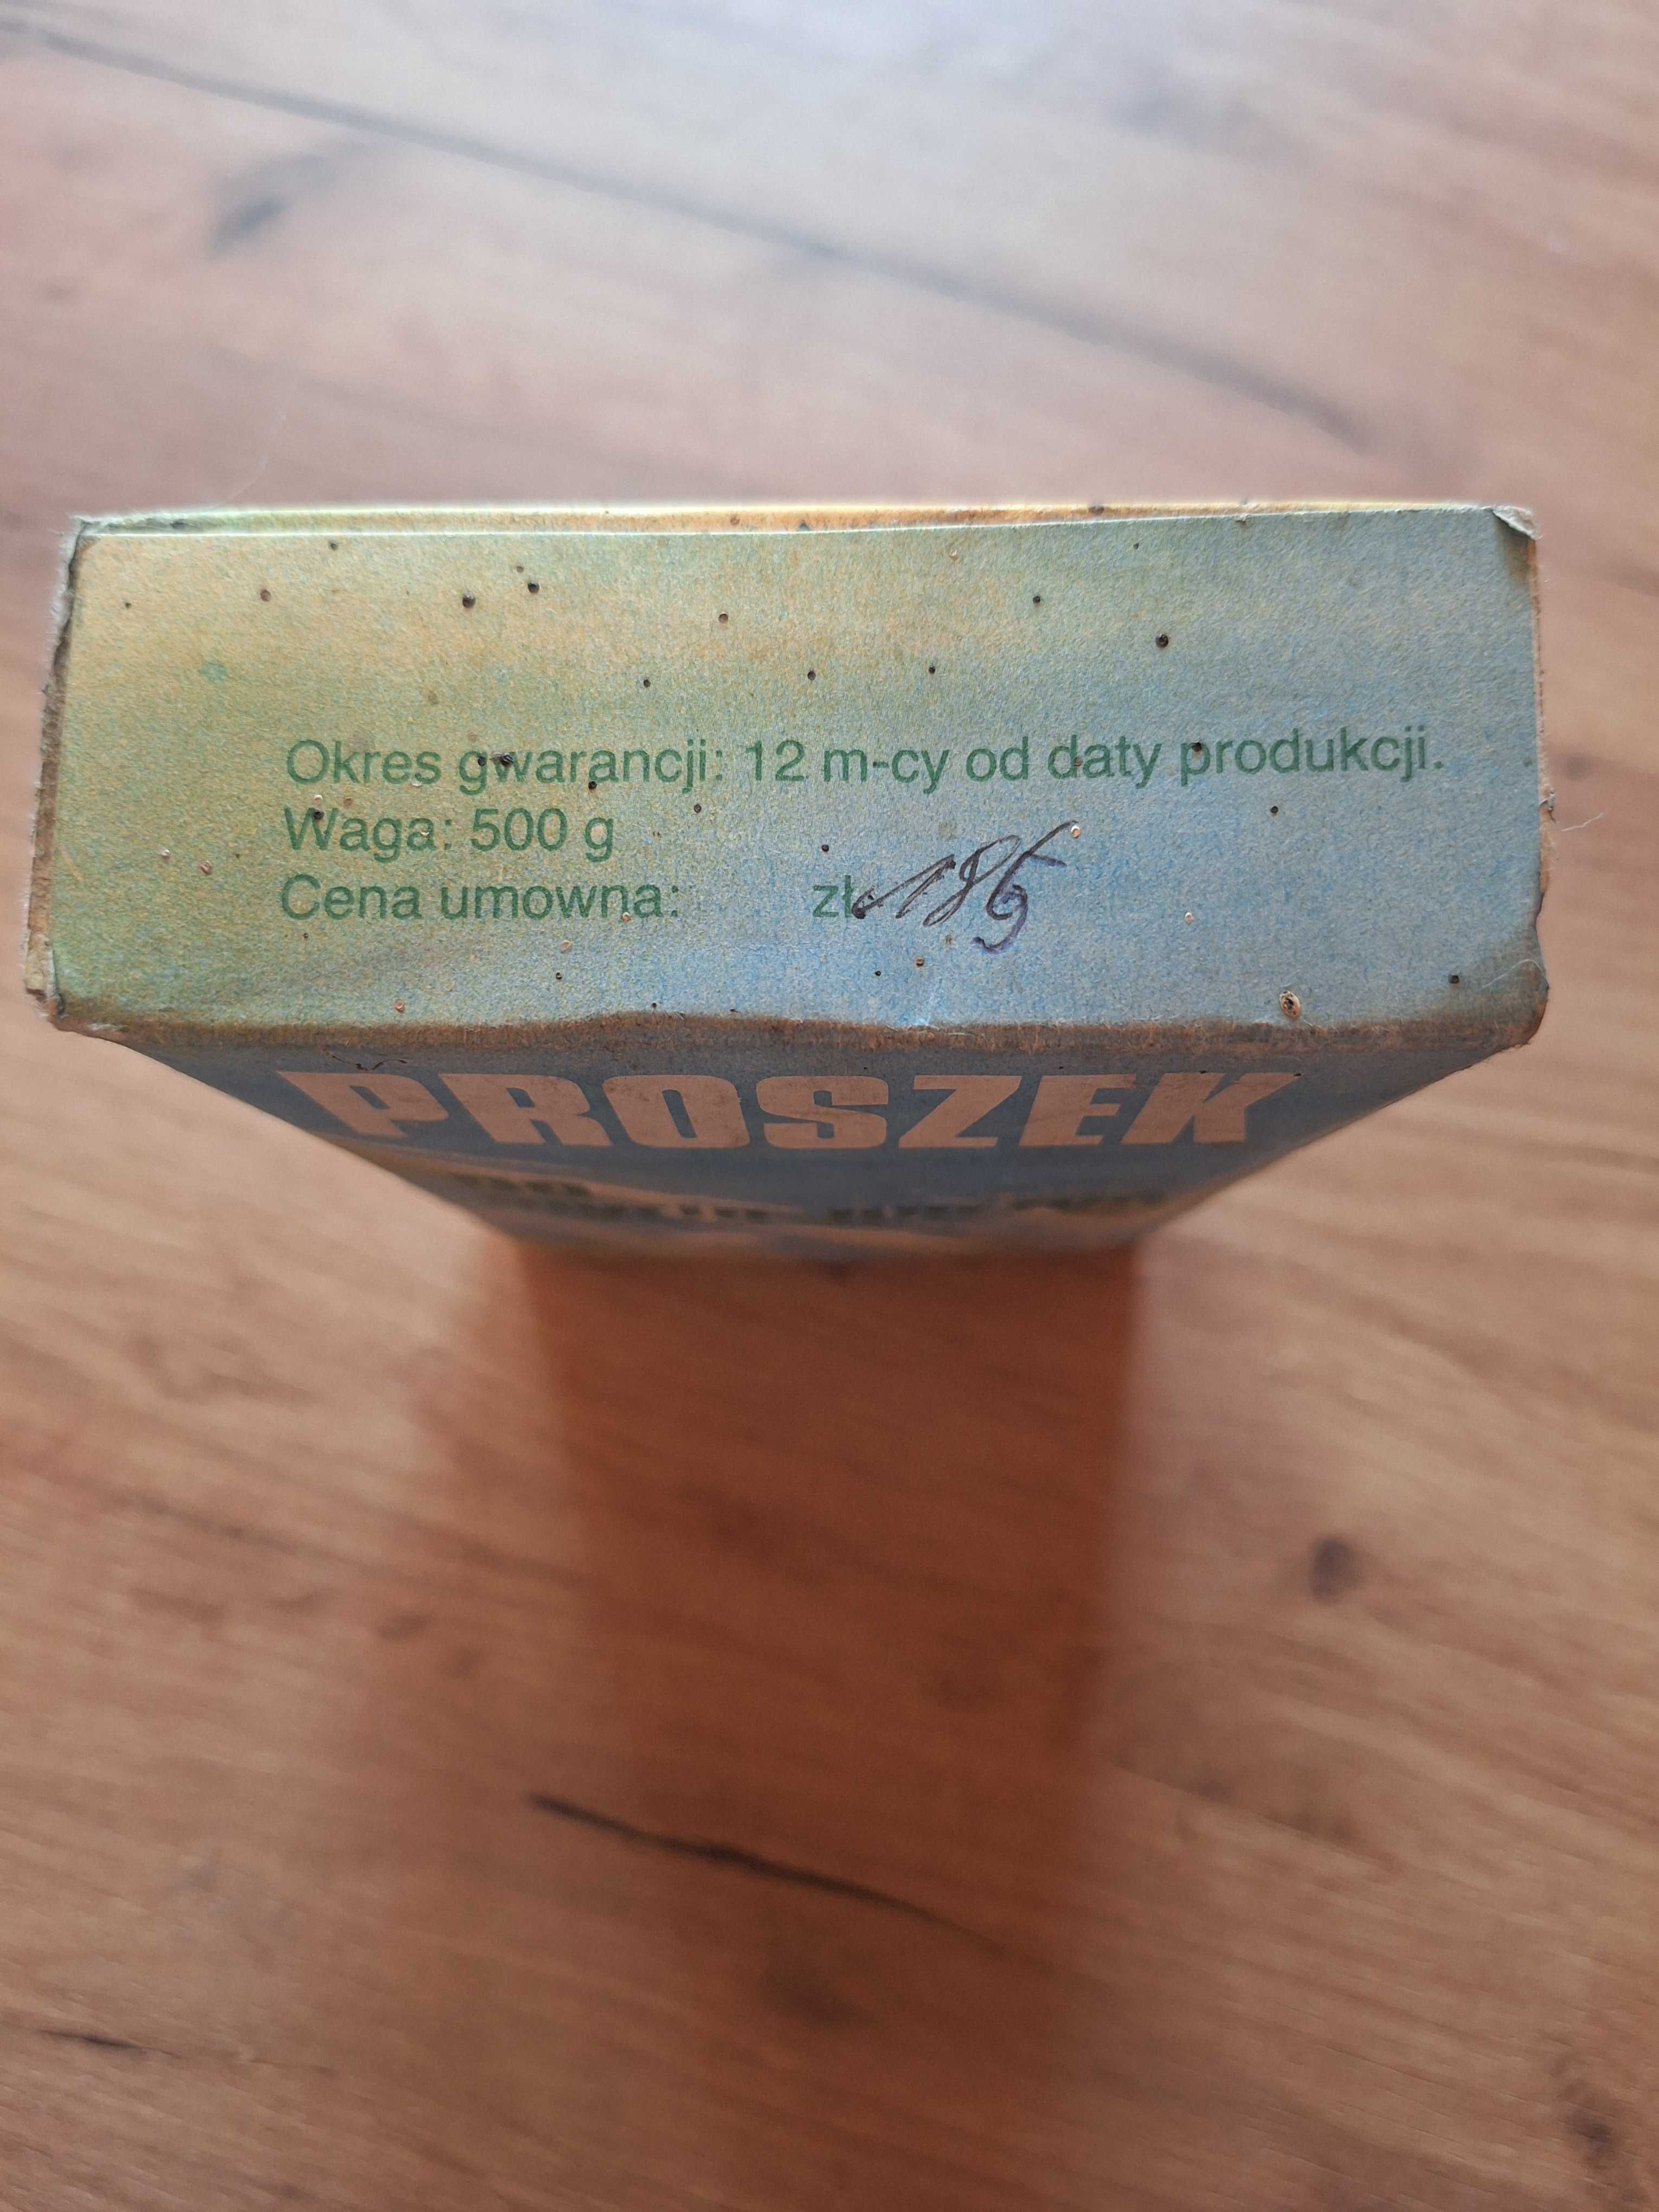 Okres gwarancji: 12 m-cy od daty produkcji.
Waga: 500 g
Cena umowna: zł. 185
PROSZEK